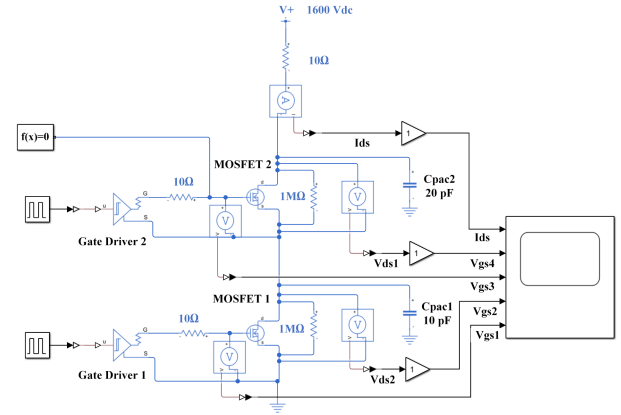 V+ 1600 Vdc
10Ω
A
1
Ids
f(x)=0
MOSFET 2
10Ω
1MΩ
V
Cpac2
20 pF
G
S
u
V
Gate Driver 2
Vds1
1
Ids
Vgs4
Vgs3
MOSFET 1
Vgs2
10Ω
1MΩ
V
Cpac1
10 pF
Vgs1
G
S
u
V
Gate Driver 1
Vds2
1